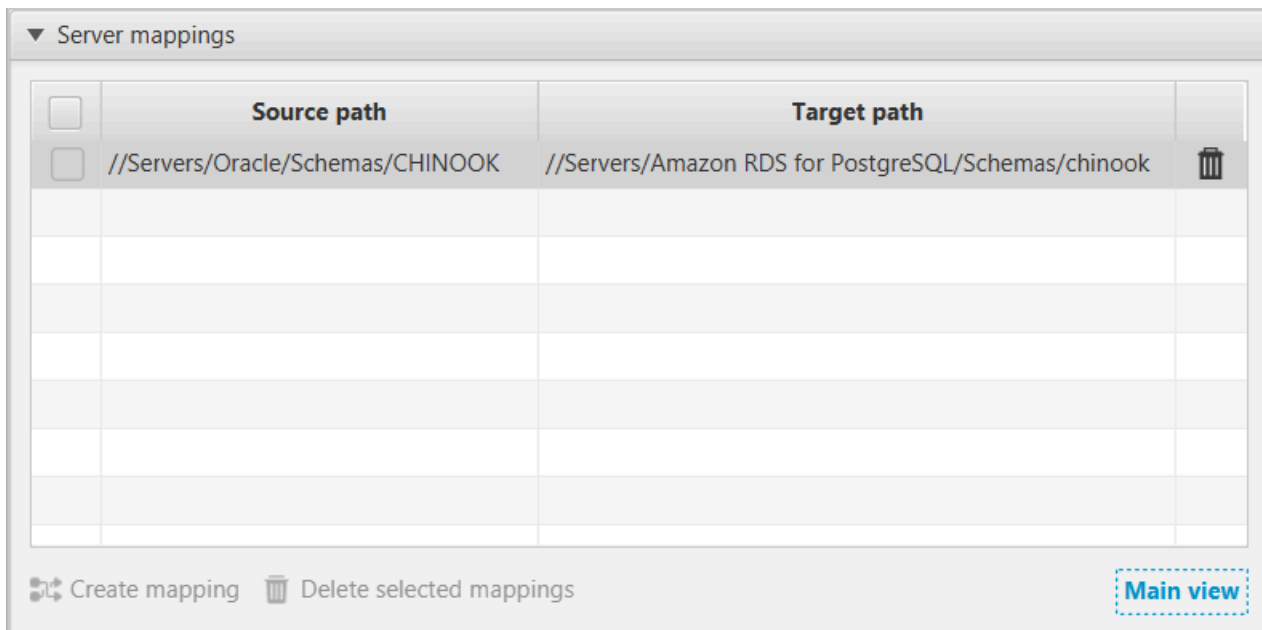 Server mappings
Source path Target path
//Servers/Oracle/Schemas/CHINOOK //Servers/Amazon RDS for PostgreSQL/Schemas/chinook
Create mapping Delete selected mappings Main view